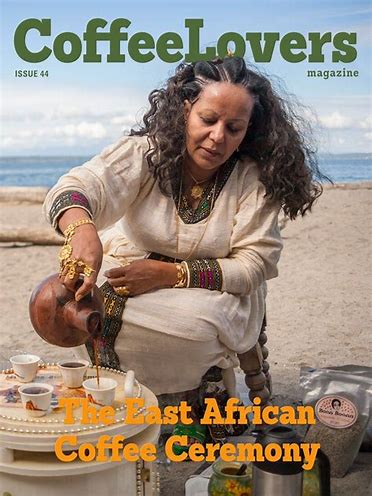 CoffeeLovers
ISSUE 44
magazine
The East African
Coffee Ceremony